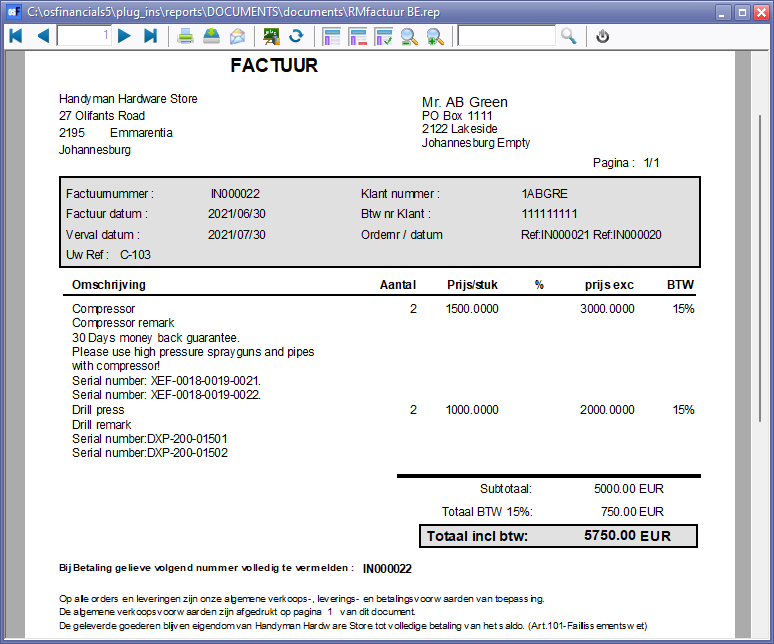 C:\osfinancials5\plug_ins\reports\DOCUMENTS\documents\RMfactuur BE.rep
1
FACTUUR
Handyman Hardware Store
27 Olifants Road
2195 Emmarentia
Johannesburg
Mr. AB Green
PO Box 1111
2122 Lakeside
Johannesburg Empty
Pagina : 1/1
Factuurnummer : IN000022 Klant nummer : 1ABGRE
Factuur datum : 2021/06/30 Btw nr Klant : 111111111
Verval datum : 2021/07/30 Ordernr / datum Ref:IN000021 Ref:IN000020
Uw Ref : C-103
Omschrijving Aantal Prijs/stuk % prijs exc BTW
Compressor 2 1500.0000 3000.0000 15%
Compressor remark
30 Days money back guarantee.
Please use high pressure sprayguns and pipes
with compressor!
Serial number: XEF-0018-0019-0021.
Serial number: XEF-0018-0019-0022.
Drill press 2 1000.0000 2000.0000 15%
Drill remark
Serial number:DXP-200-01501
Serial number:DXP-200-01502
Subtotaal: 5000.00 EUR
Totaal BTW 15%: 750.00 EUR
Totaal incl btw: 5750.00 EUR
Bij Betaling gelieve volgend nummer volledig te vermelden : IN000022
Op alle orders en leveringen zijn onze algemene verkoops-, leverings- en betalingsvoorwaarden van toepassing.
De algemene verkoopsvoorwaarden zijn afgedrukt op pagina 1 van dit document.
De geleverde goederen blijven eigendom van Handyman Hardware Store tot volledige betaling van het saldo. (Art.101-Faillissementswet)